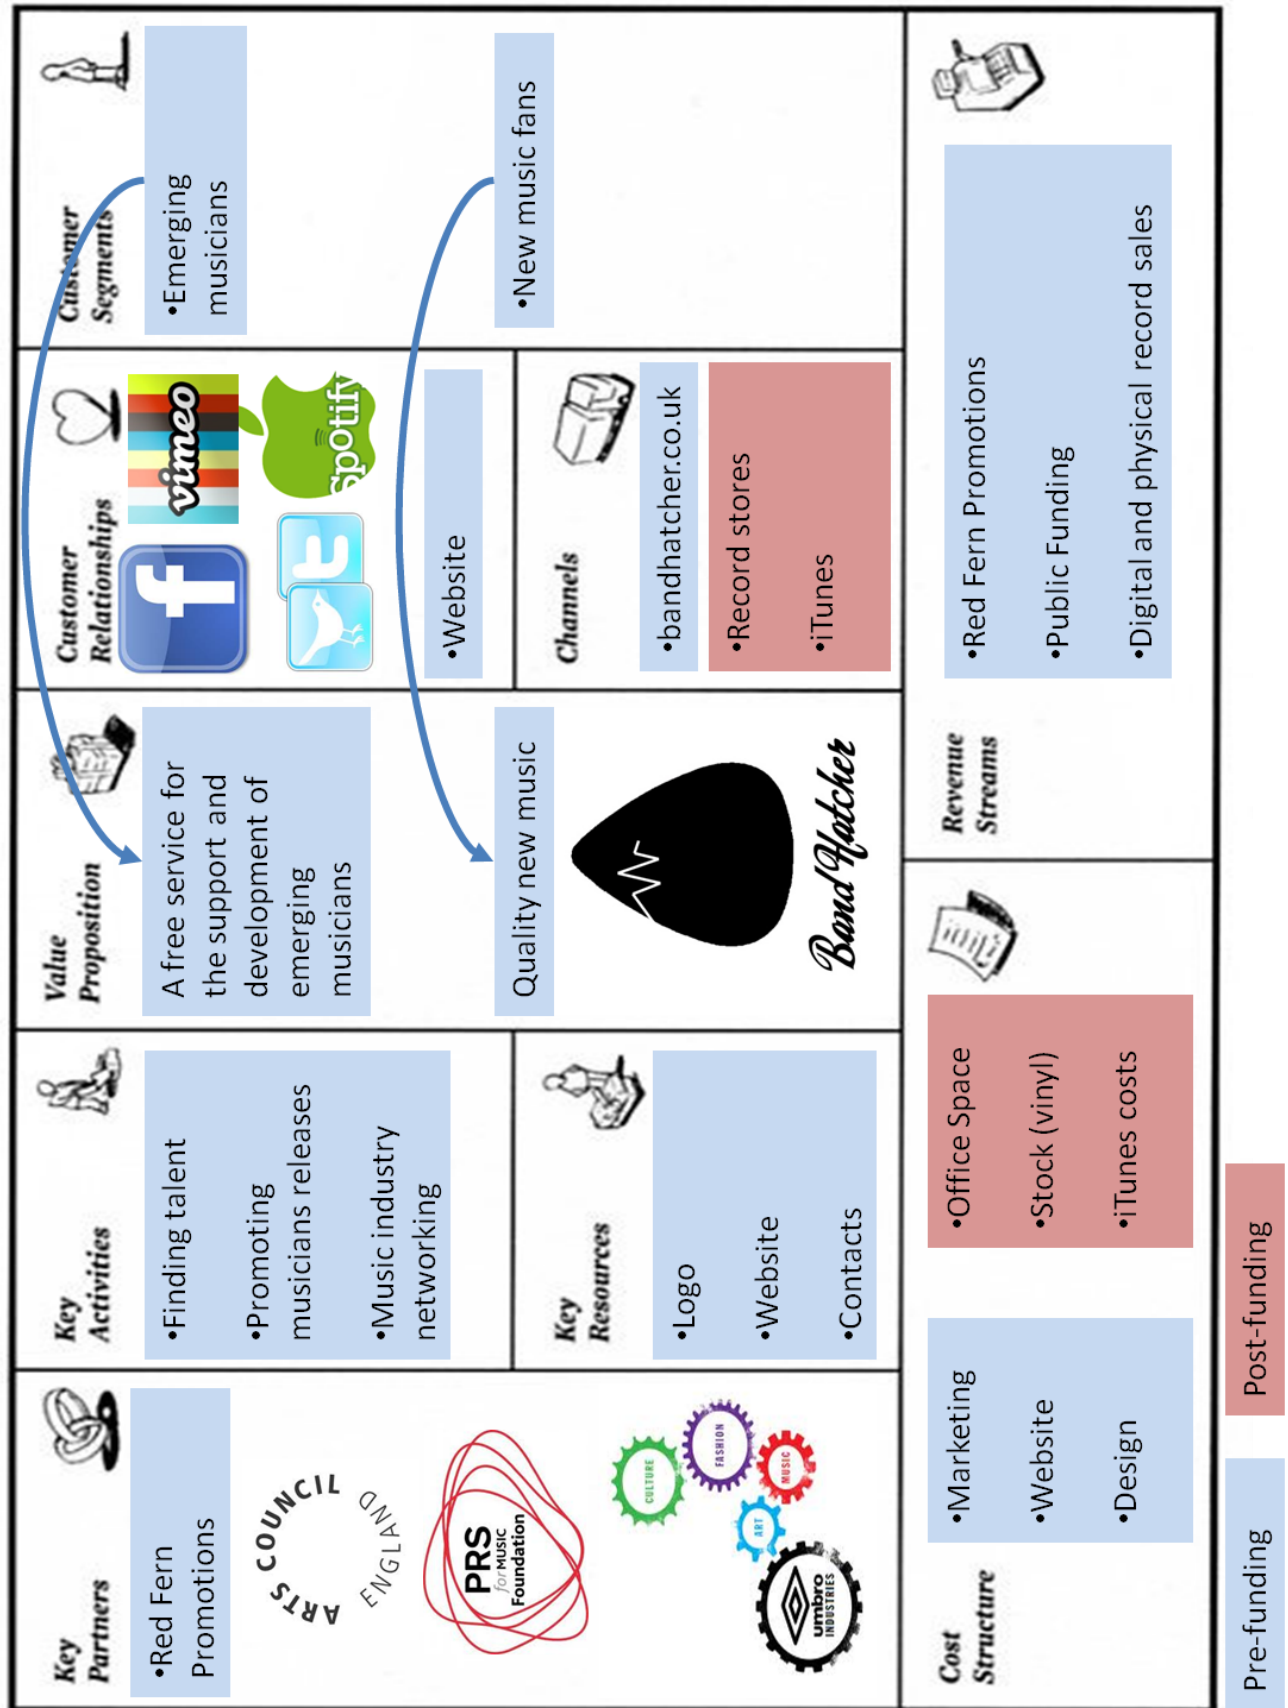 Key
Partners
•Red Fern
Promotions
ARTS COUNCIL
ENGLAND
PRS
for MUSIC
Foundation
CULTURE
FASHION
ART
MUSIC
umbro
INDUSTRIES
Key
Activities
•Finding talent
•Promoting
musicians releases
•Music industry
networking
Key
Resources
•Logo
•Website
•Contacts
Value
Proposition
A free service for
the support and
development of
emerging
musicians
Quality new music
Band Hatcher
Customer
Relationships
f
vimeo
t
Spotify
•Website
Channels
•bandhatcher.co.uk
•Record stores
•iTunes
Customer
Segments
•Emerging
musicians
•New music fans
Cost
Structure
•Marketing
•Website
•Design
•Office Space
•Stock (vinyl)
•iTunes costs
Revenue
Streams
•Red Fern Promotions
•Public Funding
•Digital and physical record sales
Pre-funding
Post-funding